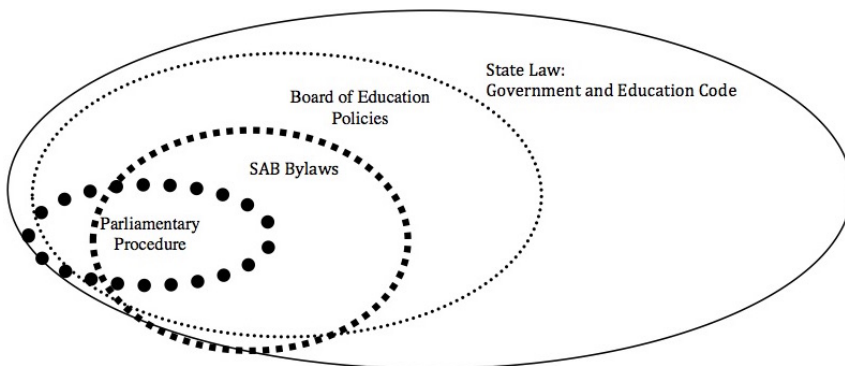 State Law:
Government and Education Code
Board of Education
Policies
SAB Bylaws
Parliamentary
Procedure